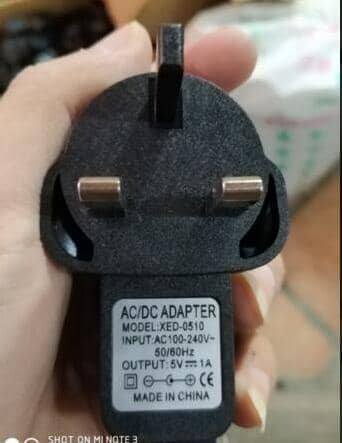 AC/DC ADAPTER
MODEL:XED-0510
INPUT:AC100-240V~
50/60Hz
OUTPUT:5V⎓1A
CE
MADE IN CHINA
SHOT ON MI NOTE 3